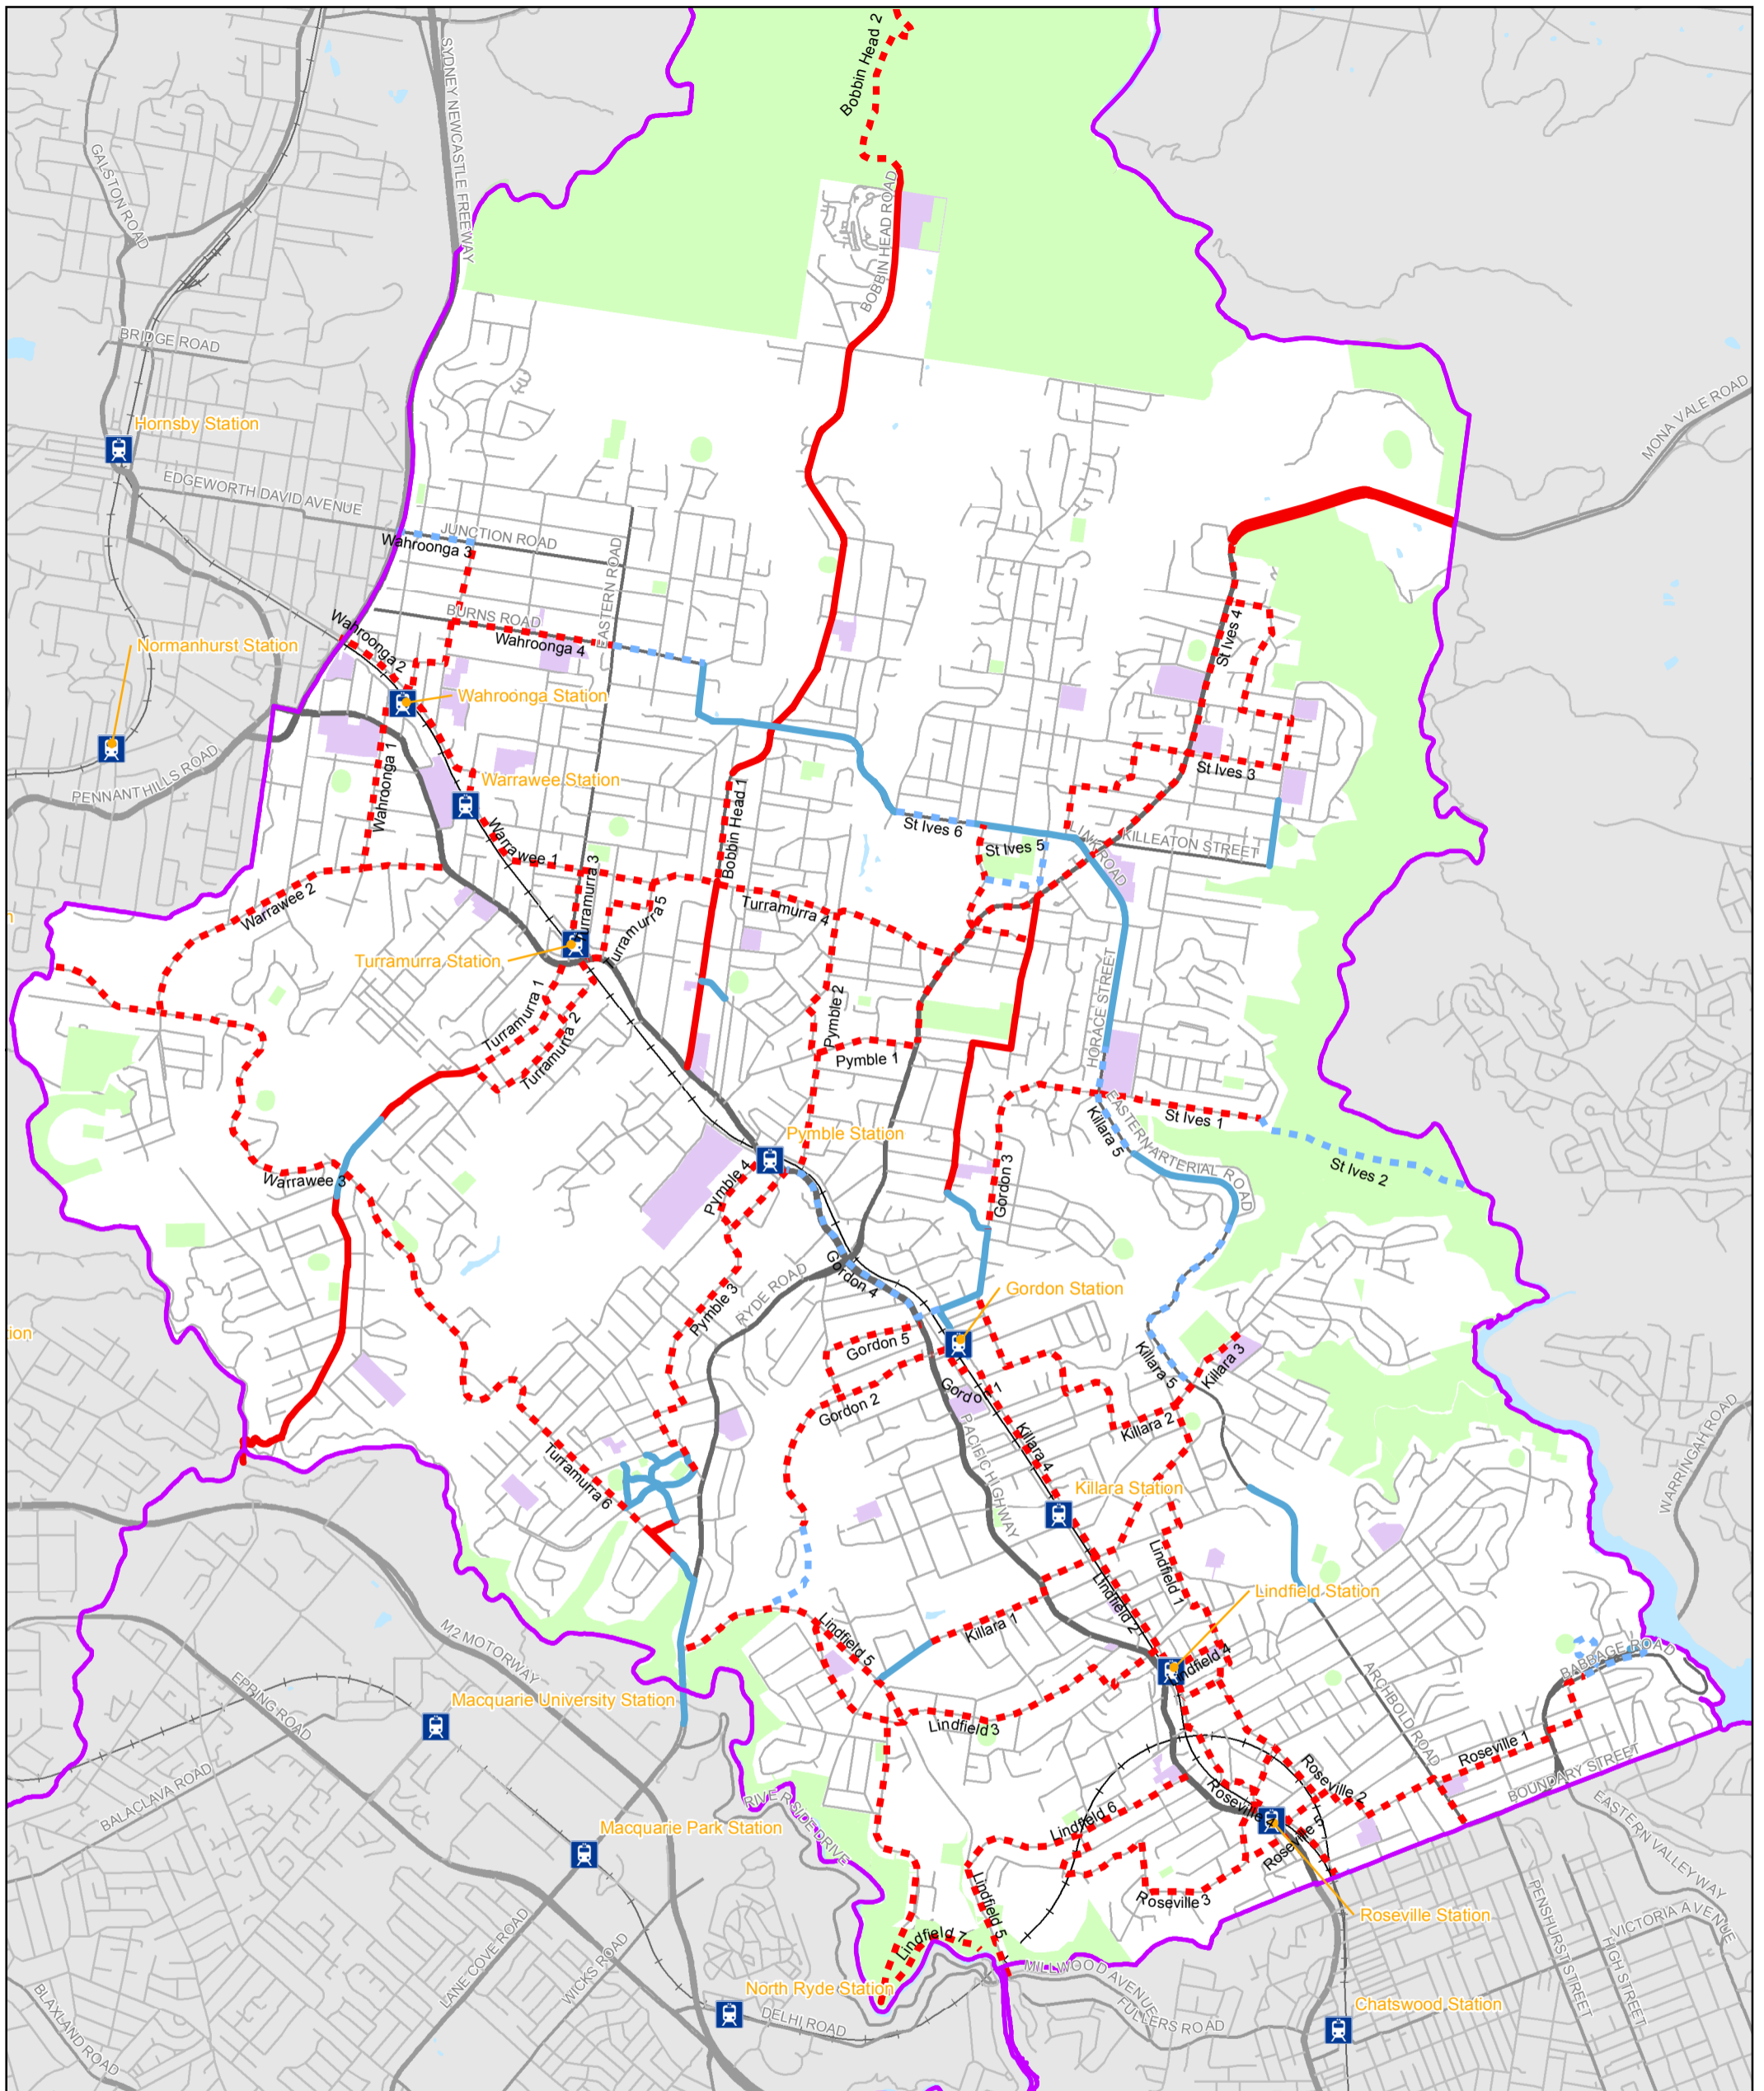 Bobbin Head 2
SYDNEY NEWCASTLE FREEWAY
GALSTON ROAD
BOBBIN HEAD ROAD
BRIDGE ROAD
MONA VALE ROAD
Hornsby Station
EDGEWORTH DAVID AVENUE
JUNCTION ROAD
Wahroonga 3
EASTERN ROAD
BURNS ROAD
Wahroonga 4
Wahroonga 2
St Ives 4
Normanhurst Station
Wahroonga Station
PENNANT HILLS ROAD
Wahroonga 1
Warrawee Station
St Ives 3
Bobbin Head 1
St Ives 6
LINK ROAD
KILLEATON STREET
St Ives 5
Warrawee 1
Turramurra 3
Warrawee 2
Turramurra 4
Turramurra 5
n
Turramurra Station
HORACE STREET
Turramurra 1
Turramurra 2
Pymble 2
Pymble 1
St Ives 1
Killara 5
EASTERN ARTERIAL ROAD
Pymble Station
St Ives 2
Warrawee 3
Pymble 4
Gordon 3
Gordon 4
RYDE ROAD
Gordon Station
Pymble 3
tion
Gordon 5
Killara 5
Killara 3
Gordon 1
Gordon 2
Killara 2
PACIFIC HIGHWAY
Killara 4
WARRINGAH ROAD
Turramurra 6
Killara Station
Lindfield 1
Lindfield 2
Lindfield Station
M2 MOTORWAY
Killara 1
Lindfield 5
Lindfield 4
BABBAGE ROAD
EPPING ROAD
Macquarie University Station
ARCHBOLD ROAD
Lindfield 3
Roseville 1
BOUNDARY STREET
BALACLAVA ROAD
Roseville 2
RIVERSIDE DRIVE
Lindfield 6
Roseville 4
EASTERN VALLEY WAY
Macquarie Park Station
Roseville 5
Roseville 3
Lindfield 5
Roseville Station
PENSHURST STREET
VICTORIA AVENUE
HIGH STREET
LANE COVE ROAD
WICKS ROAD
Lindfield 7
MILLWOOD AVENUE
North Ryde Station
DELHI ROAD
FULLERS ROAD
Chatswood Station
BLAXLAND ROAD